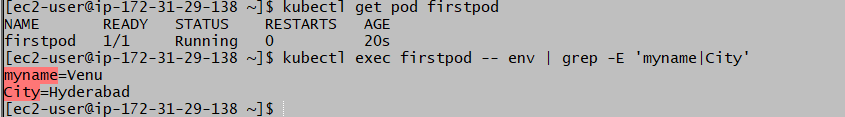 [ec2-user@ip-172-31-29-138 ~]$ kubectl get pod firstpod
NAME       READY   STATUS    RESTARTS   AGE
firstpod   1/1     Running   0          20s
[ec2-user@ip-172-31-29-138 ~]$ kubectl exec firstpod -- env | grep -E 'myname|City'
myname=Venu
City=Hyderabad
[ec2-user@ip-172-31-29-138 ~]$